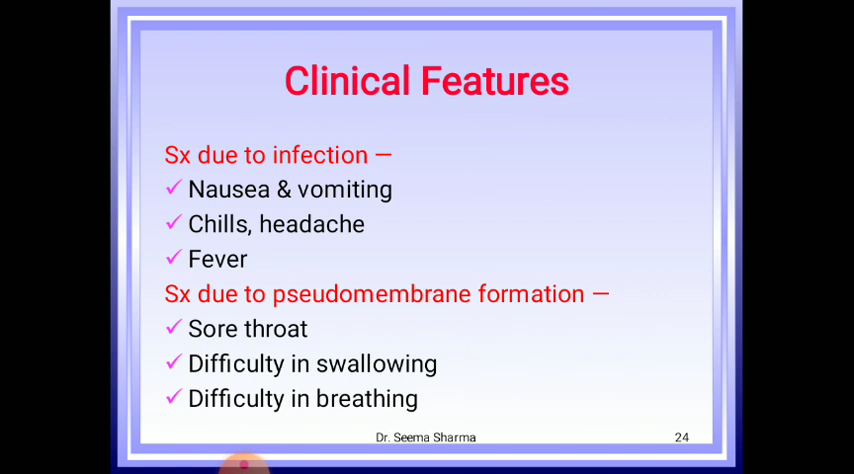 Clinical Features
Sx due to infection —
✓ Nausea & vomiting
✓ Chills, headache
✓ Fever
Sx due to pseudomembrane formation —
✓ Sore throat
✓ Difficulty in swallowing
✓ Difficulty in breathing
Dr. Seema Sharma 24